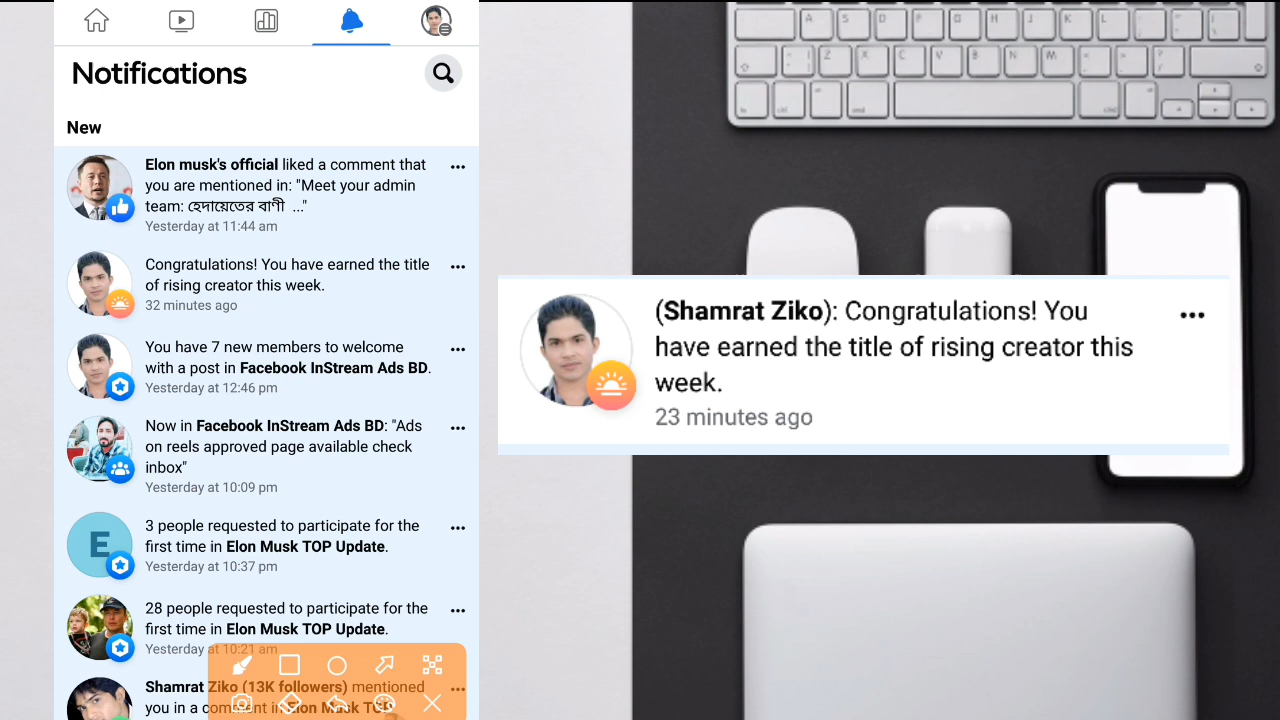 Notifications
New
Elon musk's official liked a comment that
you are mentioned in: "Meet your admin
team: হেদায়েতের বাণী ..."
Yesterday at 11:44 am
Congratulations! You have earned the title
of rising creator this week.
32 minutes ago
You have 7 new members to welcome
with a post in Facebook InStream Ads BD.
Yesterday at 12:46 pm
Now in Facebook InStream Ads BD: "Ads
on reels approved page available check
inbox"
Yesterday at 10:09 pm
E
3 people requested to participate for the
first time in Elon Musk TOP Update.
Yesterday at 10:37 pm
28 people requested to participate for the
first time in Elon Musk TOP Update.
Yesterday at 10:21 am
Shamrat Ziko (13K followers) mentioned
you in a comment in Elon Musk TOP
(Shamrat Ziko): Congratulations! You
have earned the title of rising creator this
week.
23 minutes ago